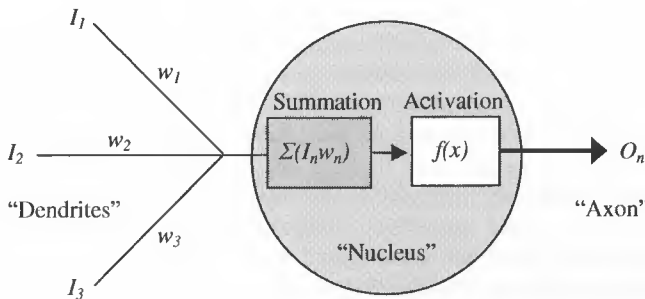 I₁
w₁
Summation Activation
I₂ w₂ Σ(Iₙwₙ) f(x) Oₙ
“Dendrites” “Axon”
w₃
“Nucleus”
I₃